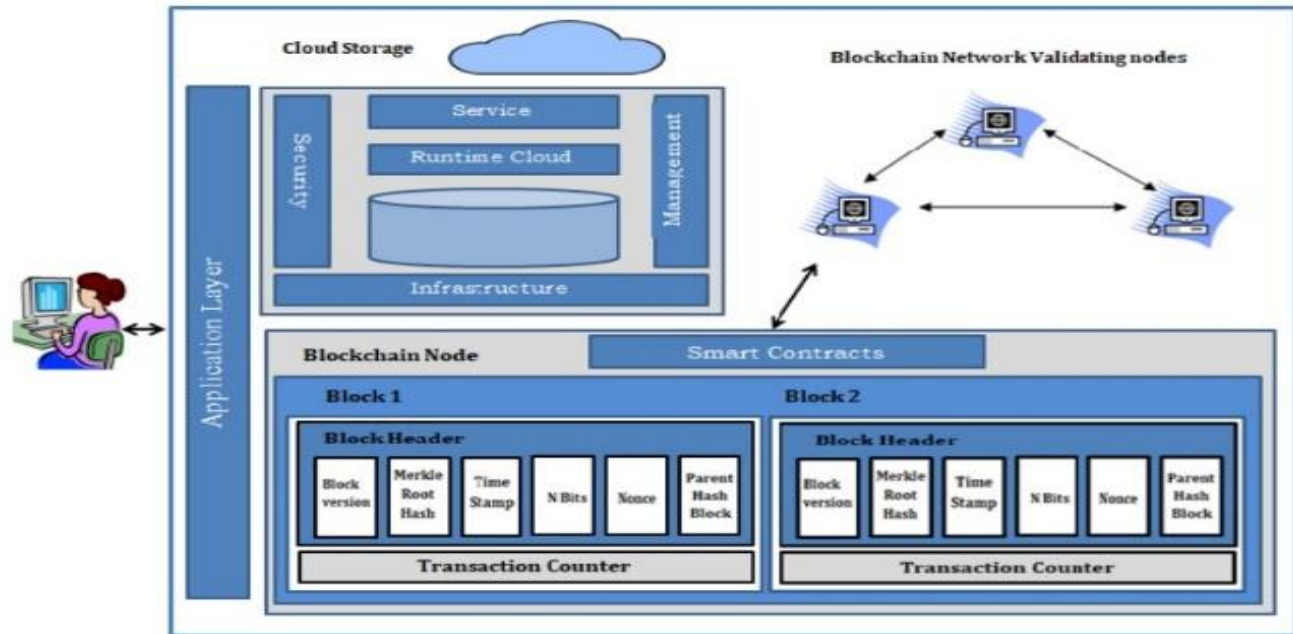 Cloud Storage
Blockchain Network Validating nodes
Application Layer
Security
Service
Runtime Cloud
Management
Infrastructure
Blockchain Node
Smart Contracts
Block 1
Block Header
Block
version
Merkle
Root
Hash
Time
Stamp
N Bits
Nonce
Parent
Hash
Block
Transaction Counter
Block 2
Block Header
Block
version
Merkle
Root
Hash
Time
Stamp
N Bits
Nonce
Parent
Hash
Block
Transaction Counter